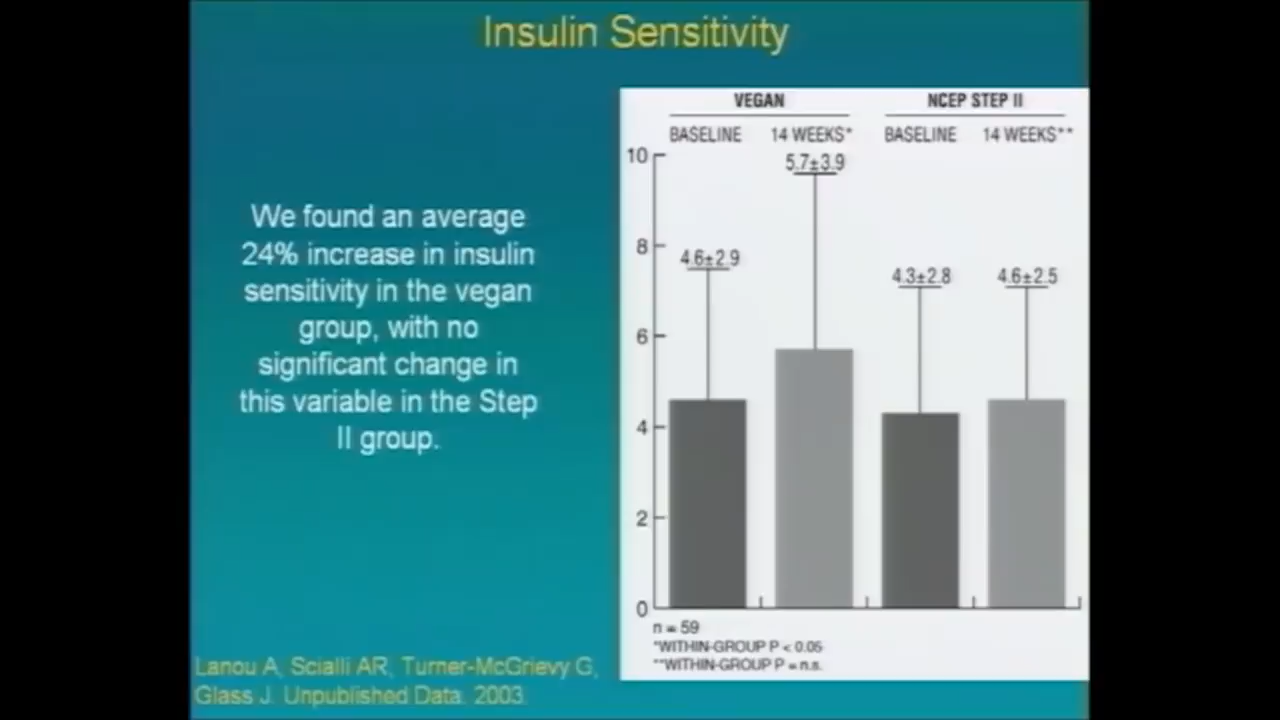 Insulin Sensitivity
We found an average
24% increase in insulin
sensitivity in the vegan
group, with no
significant change in
this variable in the Step
II group.
VEGAN NCEP STEP II
BASELINE 14 WEEKS* BASELINE 14 WEEKS**
10
8
6
4
2
0
4.6±2.9
5.7±3.9
4.3±2.8
4.6±2.5
n = 59
*WITHIN-GROUP P < 0.05
**WITHIN-GROUP P = n.s.
Lanou A, Scialli AR, Turner-McGrievy G,
Glass J. Unpublished Data. 2003.